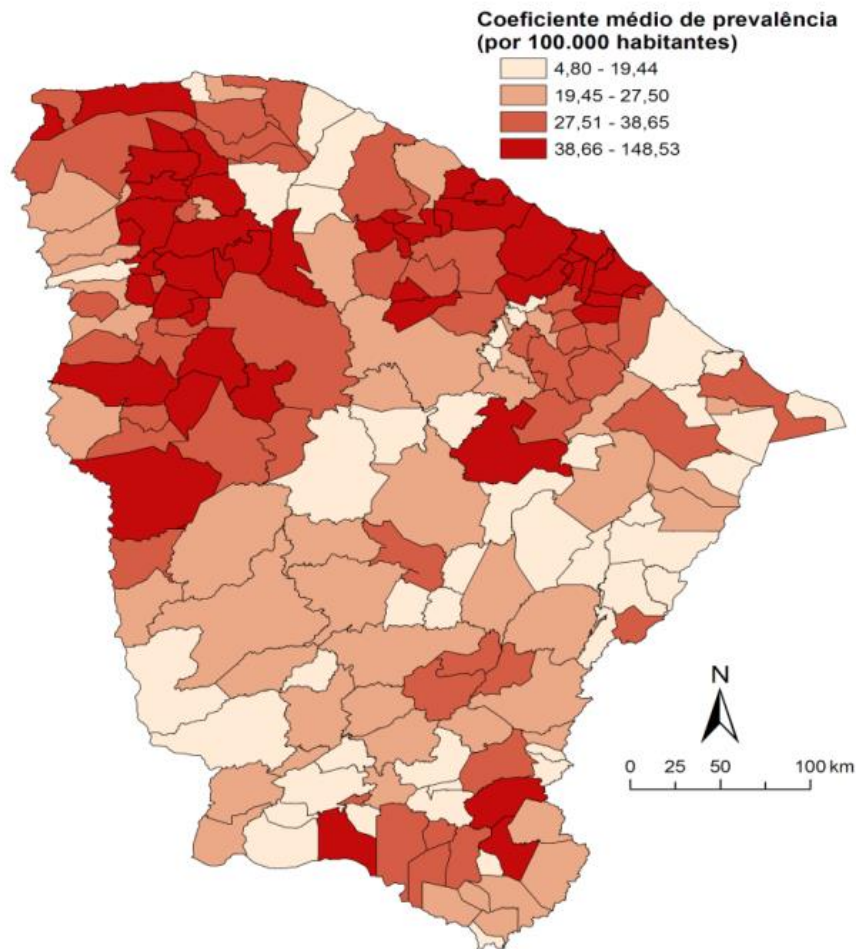 Coeficiente médio de prevalência
(por 100.000 habitantes)
4,80 - 19,44
19,45 - 27,50
27,51 - 38,65
38,66 - 148,53
N
0 25 50 100 km